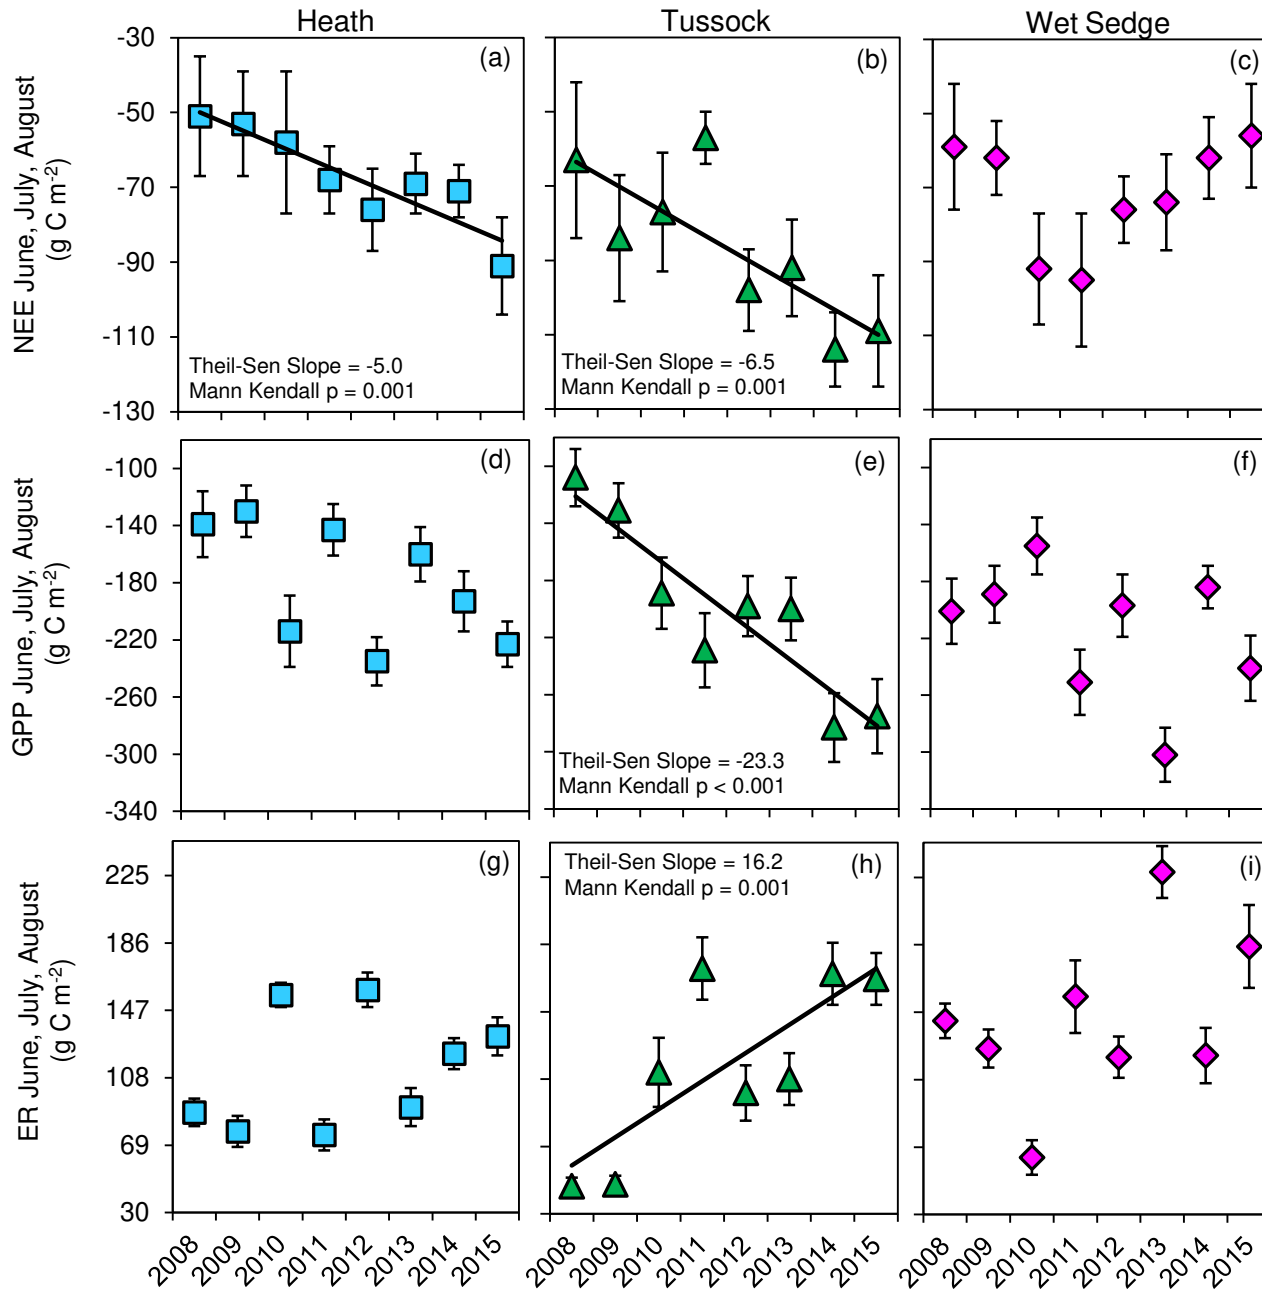 Heath
Tussock
Wet Sedge
NEE June, July, August
(g C m-2)
-30
-50
-70
-90
-110
-130
(a)
Theil-Sen Slope = -5.0
Mann Kendall p = 0.001
(b)
Theil-Sen Slope = -6.5
Mann Kendall p = 0.001
(c)
GPP June, July, August
(g C m-2)
-100
-140
-180
-220
-260
-300
-340
(d)
(e)
Theil-Sen Slope = -23.3
Mann Kendall p < 0.001
(f)
ER June, July, August
(g C m-2)
225
186
147
108
69
30
(g)
Theil-Sen Slope = 16.2
Mann Kendall p = 0.001
(h)
(i)
2008 2009 2010 2011 2012 2013 2014 2015
2008 2009 2010 2011 2012 2013 2014 2015
2008 2009 2010 2011 2012 2013 2014 2015